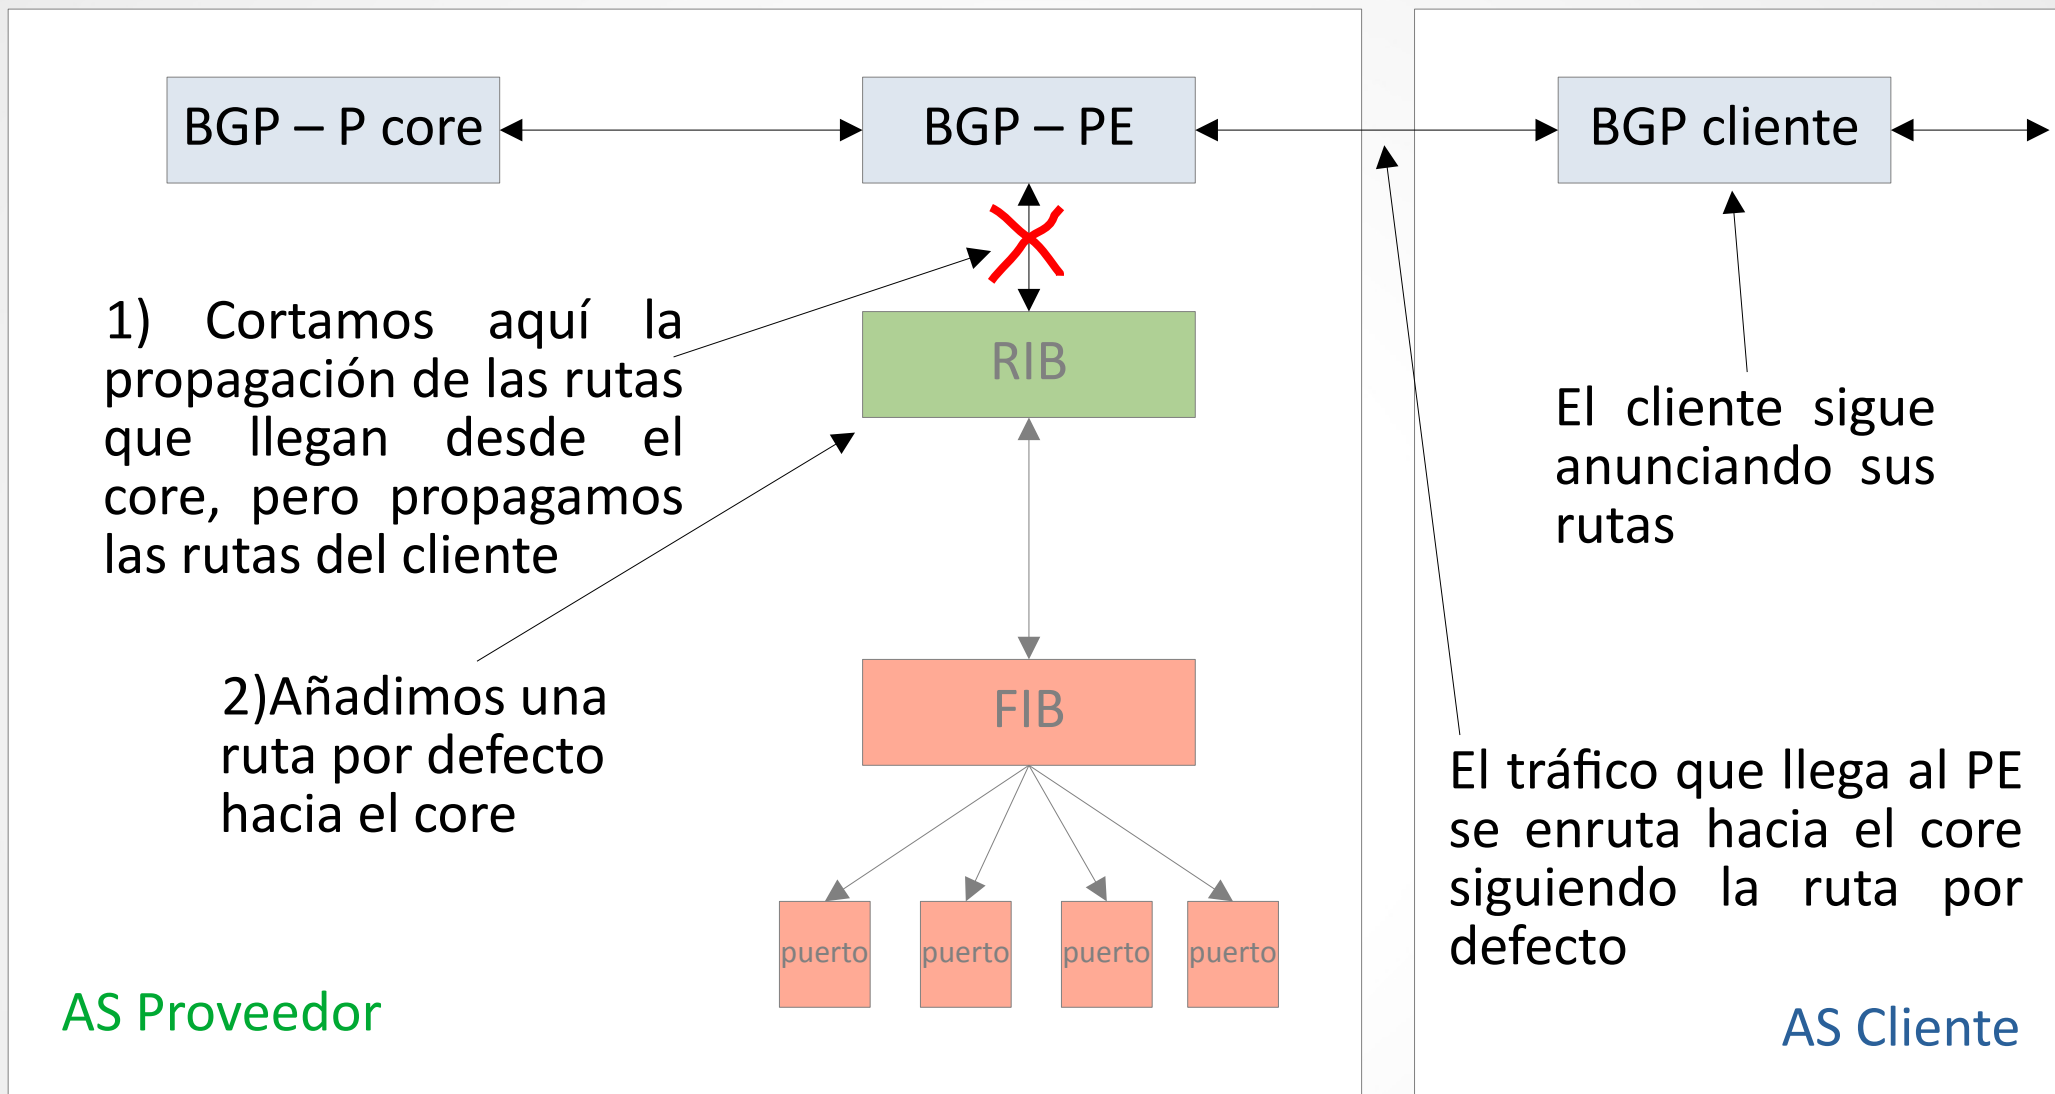 BGP – P core
BGP – PE
BGP cliente
1) Cortamos aquí la
propagación de las rutas
que llegan desde el
core, pero propagamos
las rutas del cliente
RIB
El cliente sigue
anunciando sus
rutas
2)Añadimos una
ruta por defecto
hacia el core
FIB
El tráfico que llega al PE
se enruta hacia el core
siguiendo la ruta por
defecto
puerto
puerto
puerto
puerto
AS Proveedor
AS Cliente